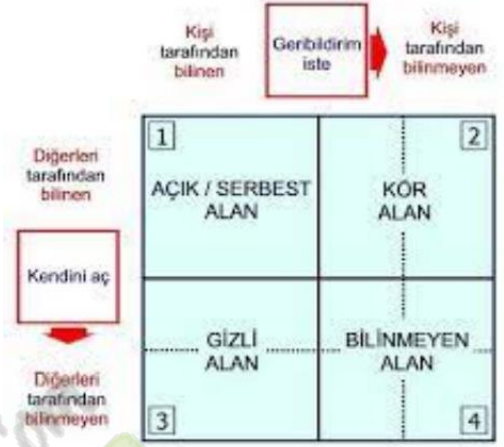 Kişi
tarafından
bilinen
Geribildirim
iste
Kişi
tarafından
bilinmeyen
Diğerleri
tarafından
bilinen
Kendini aç
Diğerleri
tarafından
bilinmeyen
1
AÇIK / SERBEST
ALAN
2
KÖR
ALAN
GİZLİ
ALAN
3
BİLİNMEYEN
ALAN
4